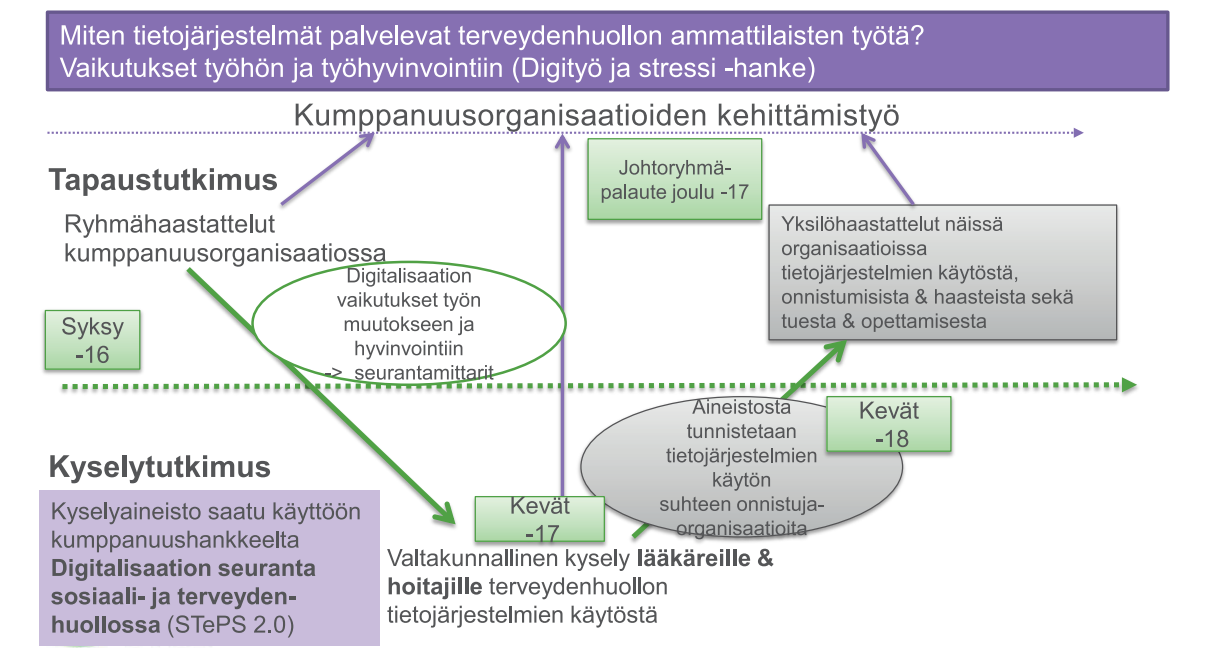 Miten tietojärjestelmät palvelevat terveydenhuollon ammattilaisten työtä?
Vaikutukset työhön ja työhyvinvointiin (Digityö ja stressi -hanke)
Kumppanuusorganisaatioiden kehittämistyö
Johtoryhmä-
palaute joulu -17
Tapaustutkimus
Ryhmähaastattelut
kumppanuusorganisaatiossa
Yksilöhaastattelut näissä
organisaatioissa
tietojärjestelmien käytöstä,
onnistumisista & haasteista sekä
tuesta & opettamisesta
Digitalisaation
vaikutukset työn
muutokseen ja
hyvinvointiin
-> seurantamittarit
Syksy
-16
Aineistosta
tunnistetaan
tietojärjestelmien
käytön
suhteen onnistuja-
organisaatioita
Kevät
-18
Kyselytutkimus
Kyselyaineisto saatu käyttöön
kumppanuushankkeelta
Digitalisaation seuranta
sosiaali- ja terveyden-
huollossa (STePS 2.0)
Kevät
-17
Valtakunnallinen kysely lääkäreille &
hoitajille terveydenhuollon
tietojärjestelmien käytöstä